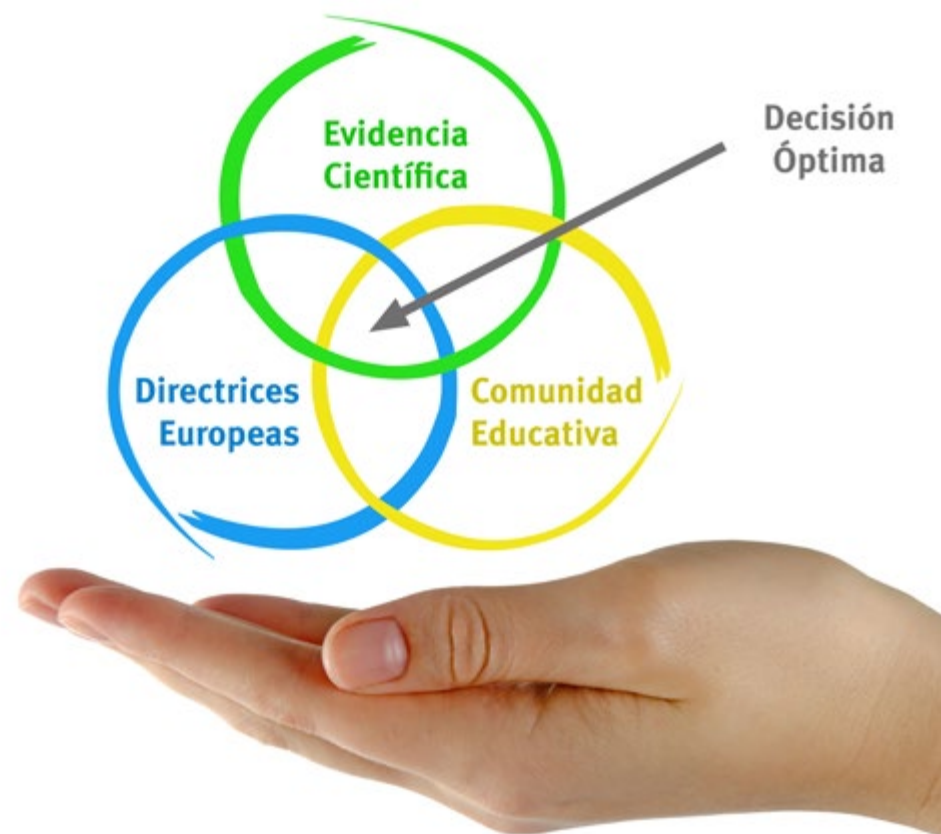 Evidencia
Científica
Decisión
Óptima
Directrices
Europeas
Comunidad
Educativa